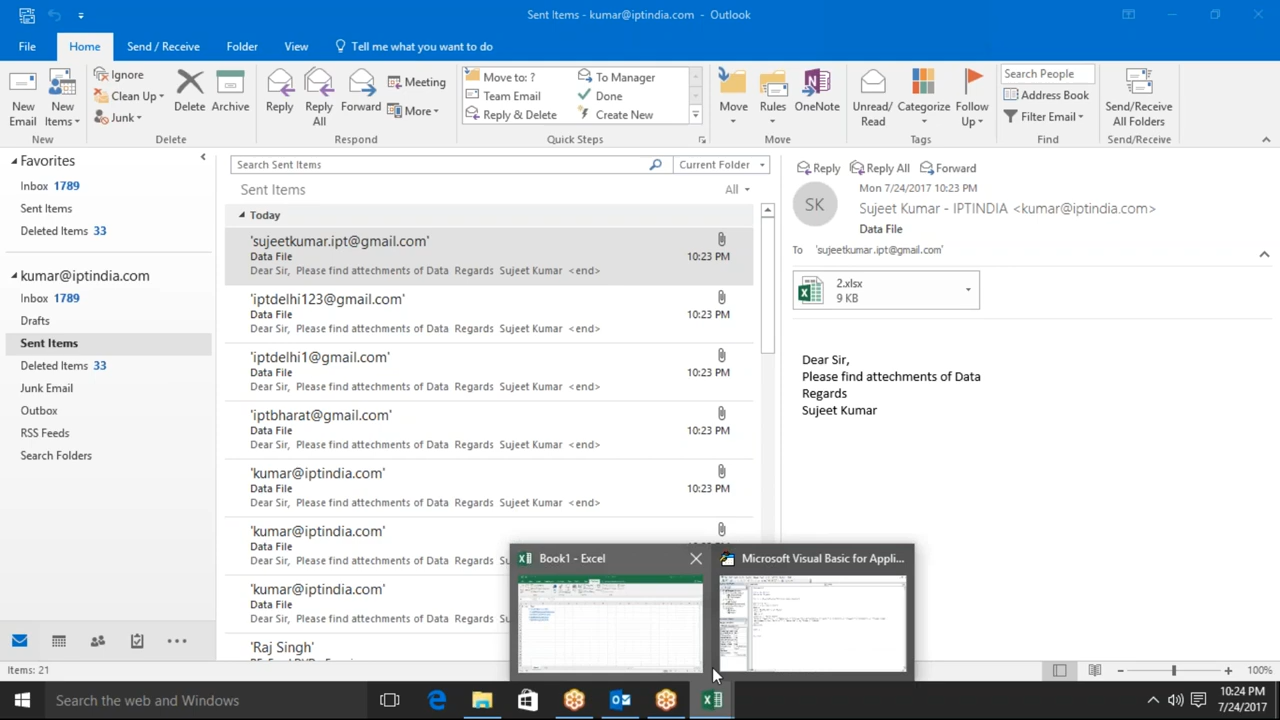 Sent Items - kumar@iptindia.com - Outlook
File Home Send / Receive Folder View Tell me what you want to do
New Email
New Items
Ignore
Clean Up
Junk
Delete
Archive
Reply
Reply All
Forward
Meeting
More
Move to: ?
Team Email
Reply & Delete
To Manager
Done
Create New
Move
Rules
OneNote
Unread/ Read
Categorize
Follow Up
Search People
Address Book
Filter Email
Send/Receive All Folders
New Delete Respond Quick Steps Move Tags Find Send/Receive
Favorites
Inbox 1789
Sent Items
Deleted Items 33
kumar@iptindia.com
Inbox 1789
Drafts
Sent Items
Deleted Items 33
Junk Email
Outbox
RSS Feeds
Search Folders
Items: 21
Search Sent Items Current Folder
Sent Items All
Today
'sujeetkumar.ipt@gmail.com'
Data File 10:23 PM
Dear Sir, Please find attechments of Data Regards Sujeet Kumar <end>
'iptdelhi123@gmail.com'
Data File 10:23 PM
Dear Sir, Please find attechments of Data Regards Sujeet Kumar <end>
'iptdelhi1@gmail.com'
Data File 10:23 PM
Dear Sir, Please find attechments of Data Regards Sujeet Kumar <end>
'iptbharat@gmail.com'
Data File 10:23 PM
Dear Sir, Please find attechments of Data Regards Sujeet Kumar <end>
'kumar@iptindia.com'
Data File 10:23 PM
Dear Sir, Please find attechments of Data Regards Sujeet Kumar <end>
'kumar@iptindia.com'
Data File
Dear Sir, Please find attechments of Data
'kumar@iptindia.com'
Data File
Dear Sir, Please find attechments of Data
'Raj Singh'
Reply Reply All Forward
SK
Mon 7/24/2017 10:23 PM
Sujeet Kumar - IPTINDIA <kumar@iptindia.com>
Data File
To 'sujeetkumar.ipt@gmail.com'
2.xlsx
9 KB
Dear Sir,
Please find attechments of Data
Regards
Sujeet Kumar
Book1 - Excel
Microsoft Visual Basic for Appli...
100%
Search the web and Windows
10:24 PM
7/24/2017